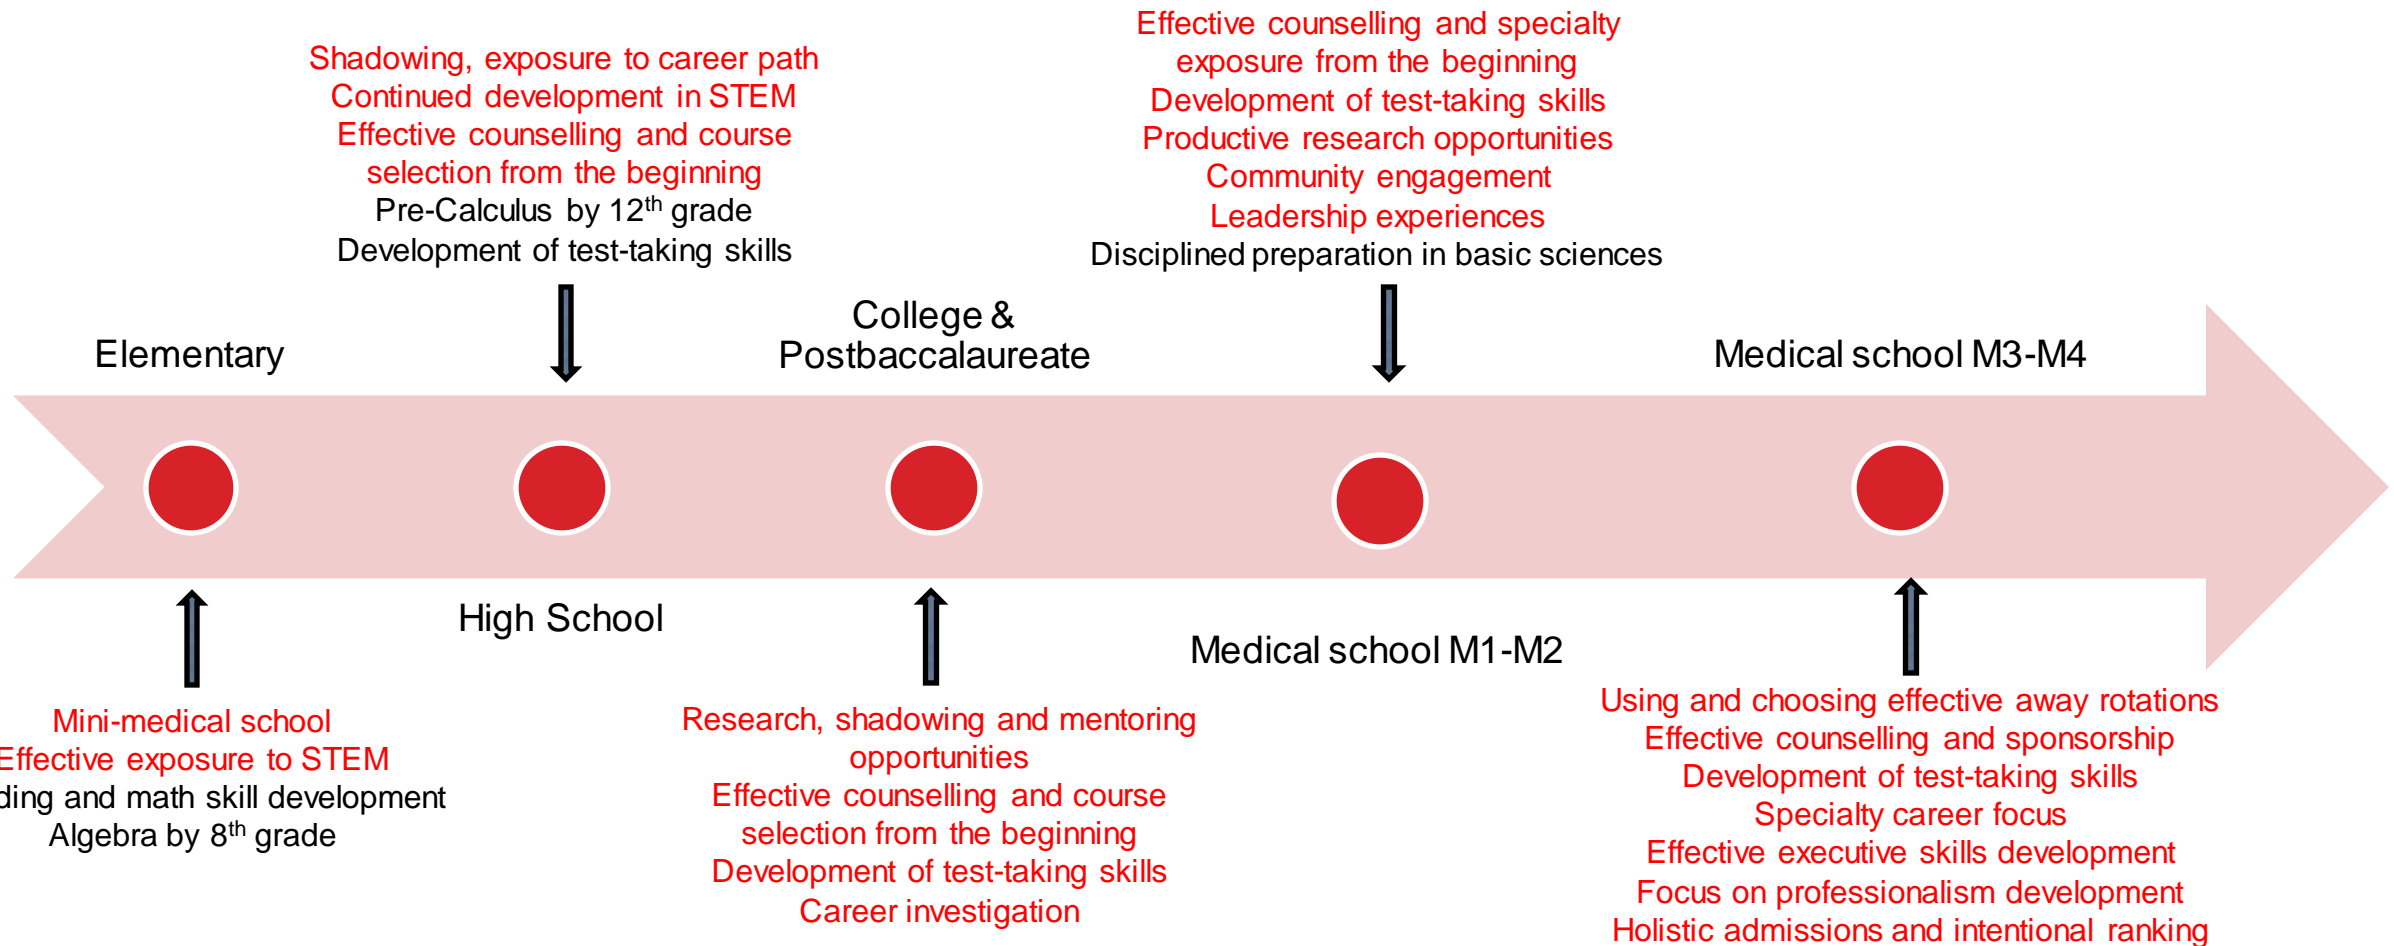 Shadowing, exposure to career path
Continued development in STEM
Effective counselling and course
selection from the beginning
Pre-Calculus by 12th grade
Development of test-taking skills
Effective counselling and specialty
exposure from the beginning
Development of test-taking skills
Productive research opportunities
Community engagement
Leadership experiences
Disciplined preparation in basic sciences
Elementary
College &
Postbaccalaureate
Medical school M3-M4
High School
Medical school M1-M2
Mini-medical school
Effective exposure to STEM
ding and math skill development
Algebra by 8th grade
Research, shadowing and mentoring
opportunities
Effective counselling and course
selection from the beginning
Development of test-taking skills
Career investigation
Using and choosing effective away rotations
Effective counselling and sponsorship
Development of test-taking skills
Specialty career focus
Effective executive skills development
Focus on professionalism development
Holistic admissions and intentional ranking